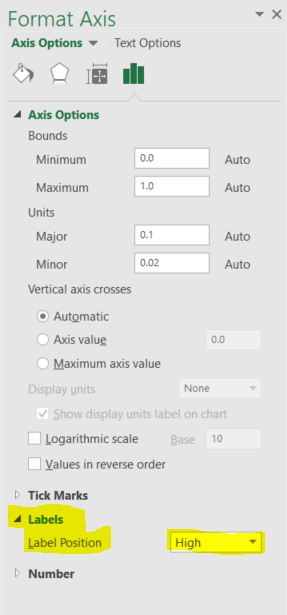 Format Axis
Axis Options Text Options
Axis Options
Bounds
Minimum 0.0 Auto
Maximum 1.0 Auto
Units
Major 0.1 Auto
Minor 0.02 Auto
Vertical axis crosses
Automatic
Axis value 0.0
Maximum axis value
Display units None
Show display units label on chart
Logarithmic scale Base 10
Values in reverse order
Tick Marks
Labels
Label Position High
Number